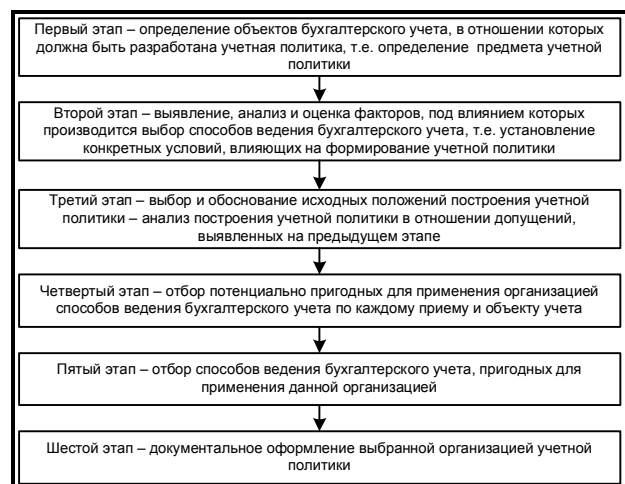 Первый этап – определение объектов бухгалтерского учета, в отношении которых
должна быть разработана учетная политика, т.е. определение предмета учетной
политики
Второй этап – выявление, анализ и оценка факторов, под влиянием которых
производится выбор способов ведения бухгалтерского учета, т.е. установление
конкретных условий, влияющих на формирование учетной политики
Третий этап – выбор и обоснование исходных положений построения учетной
политики – анализ построения учетной политики в отношении допущений,
выявленных на предыдущем этапе
Четвертый этап – отбор потенциально пригодных для применения организацией
способов ведения бухгалтерского учета по каждому приему и объекту учета
Пятый этап – отбор способов ведения бухгалтерского учета, пригодных для
применения данной организацией
Шестой этап – документальное оформление выбранной организацией учетной
политики